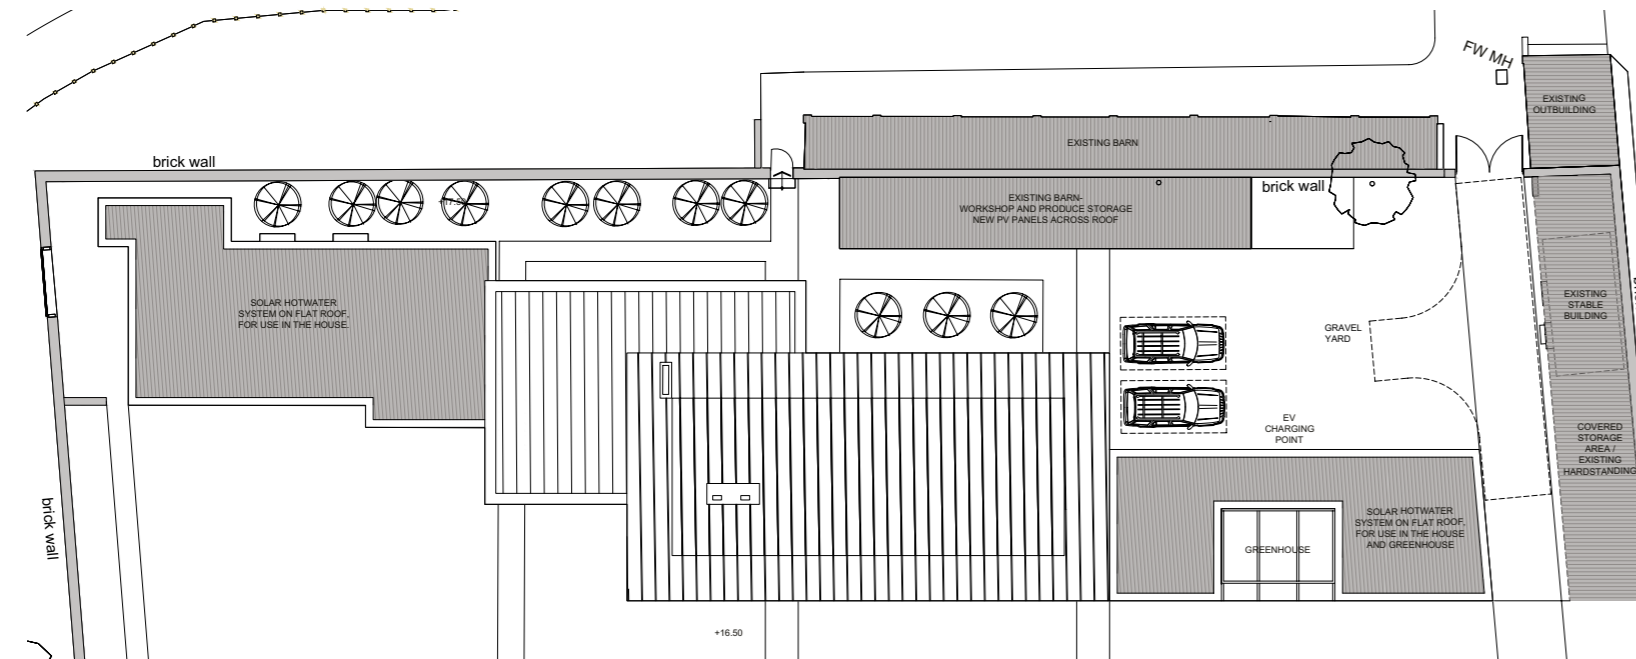 FW MH
EXISTING
OUTBUILDING
EXISTING BARN
brick wall
brick wall
EXISTING BARN-
WORKSHOP AND PRODUCE STORAGE
NEW PV PANELS ACROSS ROOF
SOLAR HOTWATER
SYSTEM ON FLAT ROOF,
FOR USE IN THE HOUSE.
EXISTING
STABLE
BUILDING
GRAVEL
YARD
EV
CHARGING
POINT
COVERED
STORAGE
AREA /
EXISTING
HARDSTANDING
brick wall
SOLAR HOTWATER
SYSTEM ON FLAT ROOF,
FOR USE IN THE HOUSE
AND GREENHOUSE
GREENHOUSE
+16.50